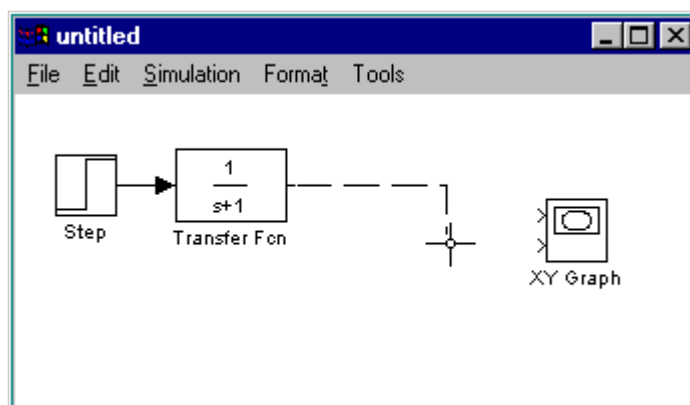 untitled
File Edit Simulation Format Tools
1
s+1
Step
Transfer Fcn
XY Graph